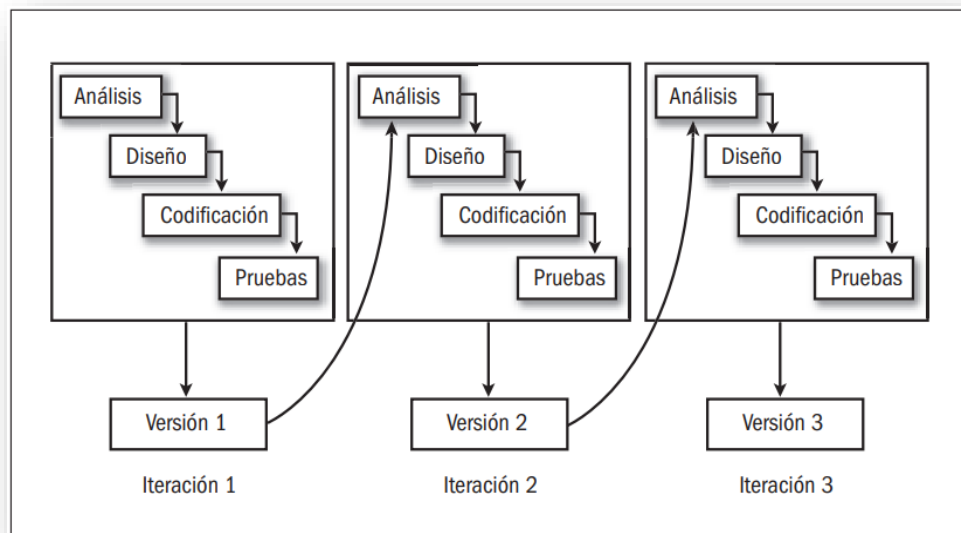 Análisis
Diseño
Codificación
Pruebas
Versión 1
Iteración 1
Análisis
Diseño
Codificación
Pruebas
Versión 2
Iteración 2
Análisis
Diseño
Codificación
Pruebas
Versión 3
Iteración 3